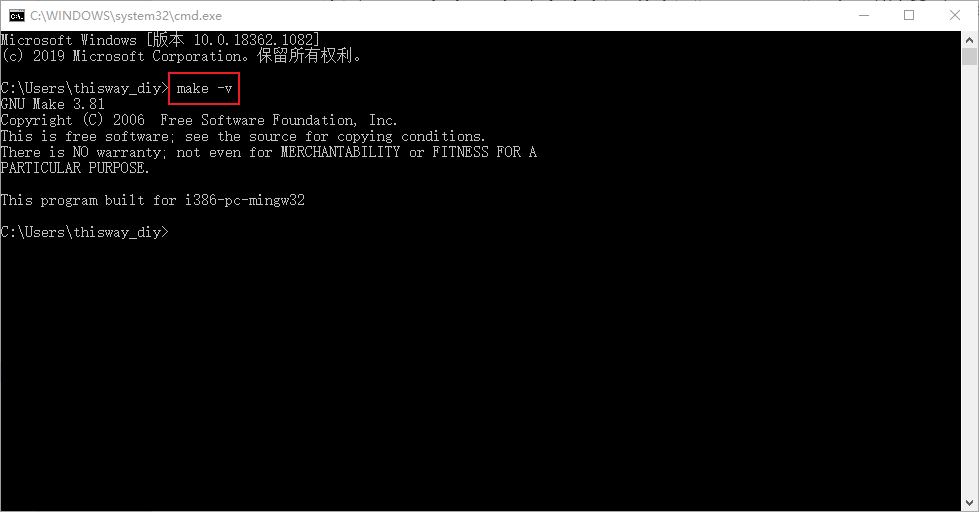 C:\WINDOWS\system32\cmd.exe
Microsoft Windows [版本 10.0.18362.1082]
(c) 2019 Microsoft Corporation。保留所有权利。
C:\Users\thisway_diy> make -v
GNU Make 3.81
Copyright (C) 2006  Free Software Foundation, Inc.
This is free software; see the source for copying conditions.
There is NO warranty; not even for MERCHANTABILITY or FITNESS FOR A
PARTICULAR PURPOSE.
This program built for i386-pc-mingw32
C:\Users\thisway_diy>